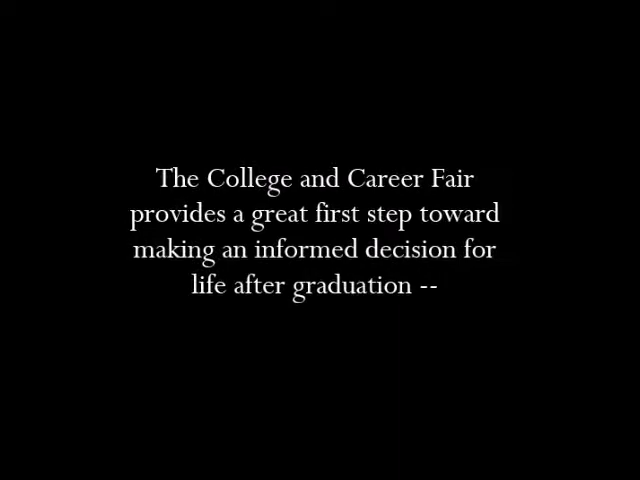 The College and Career Fair
provides a great first step toward
making an informed decision for
life after graduation --